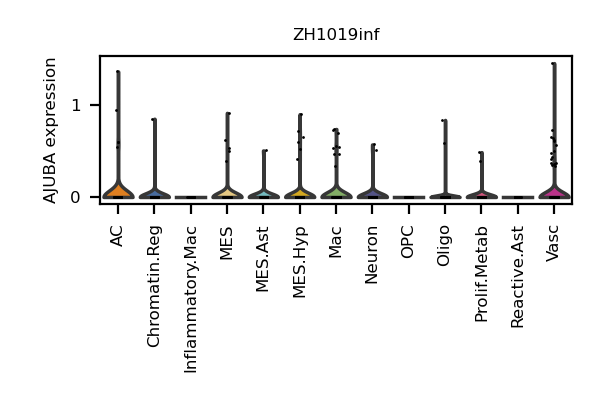 ZH1019inf
AJUBA expression
1
0
AC
Chromatin.Reg
Inflammatory.Mac
MES
MES.Ast
MES.Hyp
Mac
Neuron
OPC
Oligo
Prolif.Metab
Reactive.Ast
Vasc